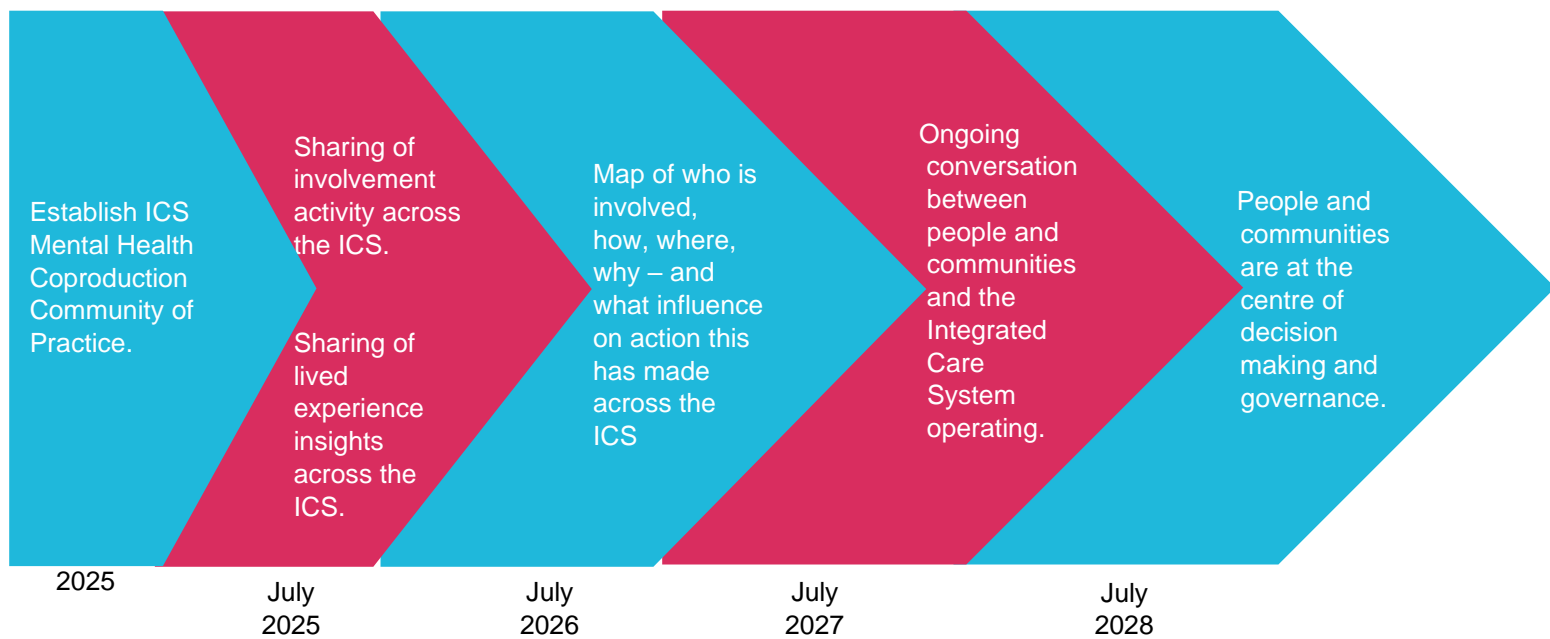 Establish ICS
Mental Health
Coproduction
Community of
Practice.
Sharing of
involvement
activity across
the ICS.
Sharing of
lived
experience
insights
across the
ICS.
Map of who is
involved,
how, where,
why – and
what influence
on action this
has made
across the
ICS
Ongoing
conversation
between
people and
communities
and the
Integrated
Care
System
operating.
People and
communities
are at the
centre of
decision
making and
governance.
2025
July
2025
July
2026
July
2027
July
2028